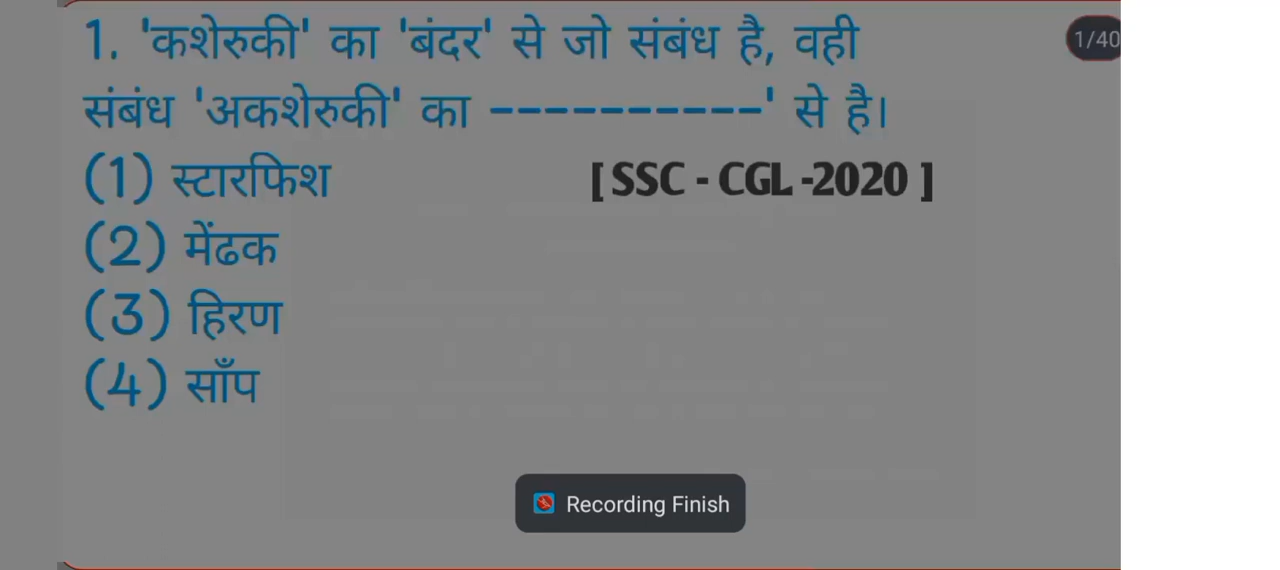 1. 'कशेरुकी' का 'बंदर' से जो संबंध है, वही
1/40
संबंध 'अकशेरुकी' का ----------' से है।
(1) स्टारफिश
[ SSC - CGL -2020 ]
(2) मेंढक
(3) हिरण
(4) साँप
Recording Finish